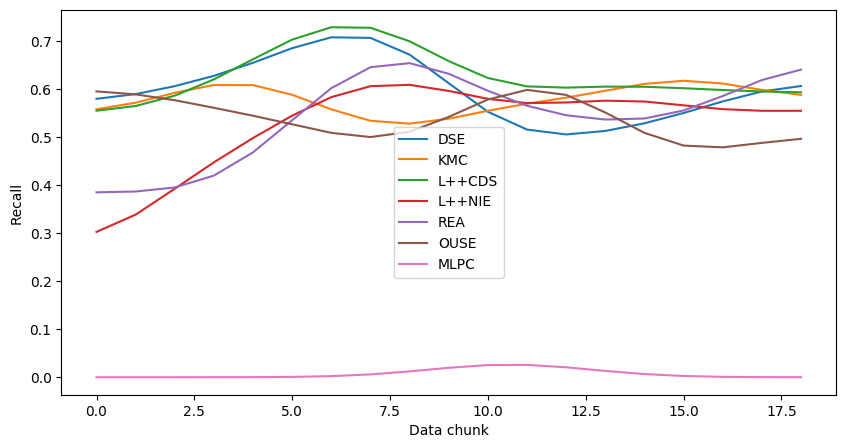 0.7
0.6
0.5
0.4
0.3
0.2
0.1
0.0
Recall
DSE
KMC
L++CDS
L++NIE
REA
OUSE
MLPC
0.0 2.5 5.0 7.5 10.0 12.5 15.0 17.5
Data chunk